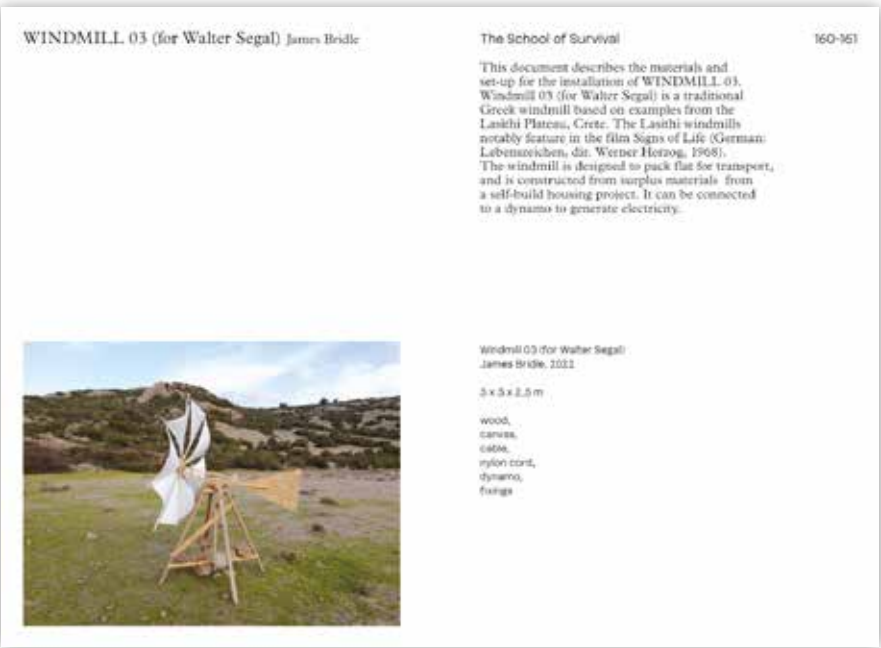 WINDMILL 03 (for Walter Segal) James Bridle
The School of Survival
160-161
This document describes the materials and
set-up for the installation of WINDMILL 03.
Windmill 03 (for Walter Segal) is a traditional
Greek windmill based on examples from the
Lasithi Plateau, Crete. The Lasithi windmills
notably feature in the film Signs of Life (German:
Lebenszeichen, dir. Werner Herzog, 1968).
The windmill is designed to pack flat for transport,
and is constructed from surplus materials from
a self-build housing project. It can be connected
to a dynamo to generate electricity.
Windmill 03 (for Walter Segal)
James Bridle, 2022
wood,
canvas,
cable,
nylon cord,
dynamo,
fixings